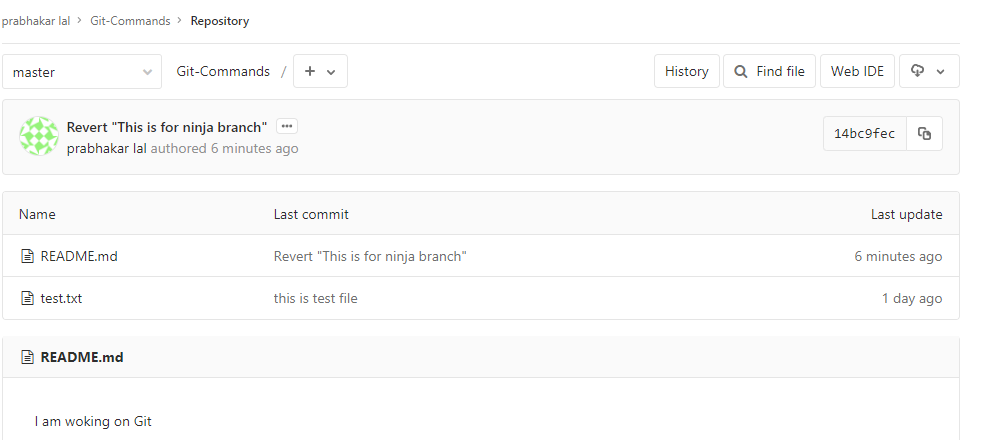 prabhakar lal > Git-Commands > Repository
master Git-Commands / + History Find file Web IDE
Revert "This is for ninja branch" ...
prabhakar lal authored 6 minutes ago 14bc9fec
Name Last commit Last update
README.md Revert "This is for ninja branch" 6 minutes ago
test.txt this is test file 1 day ago
README.md
I am woking on Git